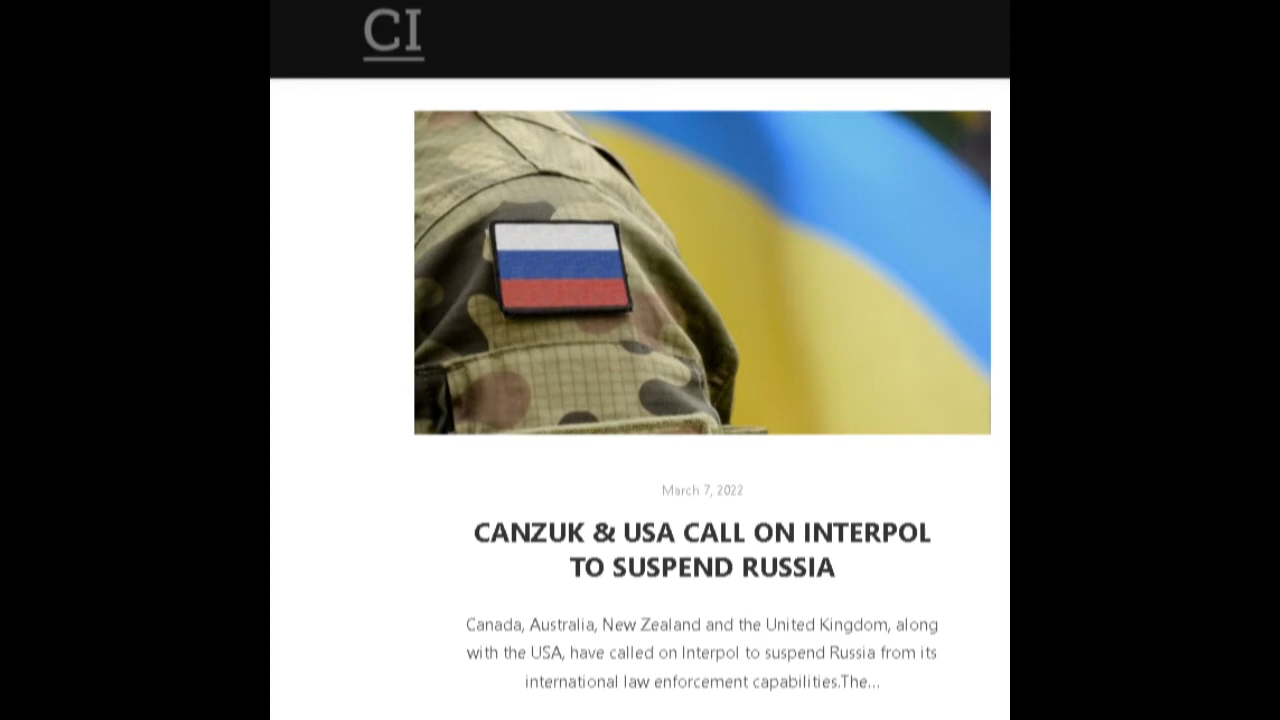 CI
March 7, 2022
CANZUK & USA CALL ON INTERPOL
TO SUSPEND RUSSIA
Canada, Australia, New Zealand and the United Kingdom, along
with the USA, have called on Interpol to suspend Russia from its
international law enforcement capabilities.The...